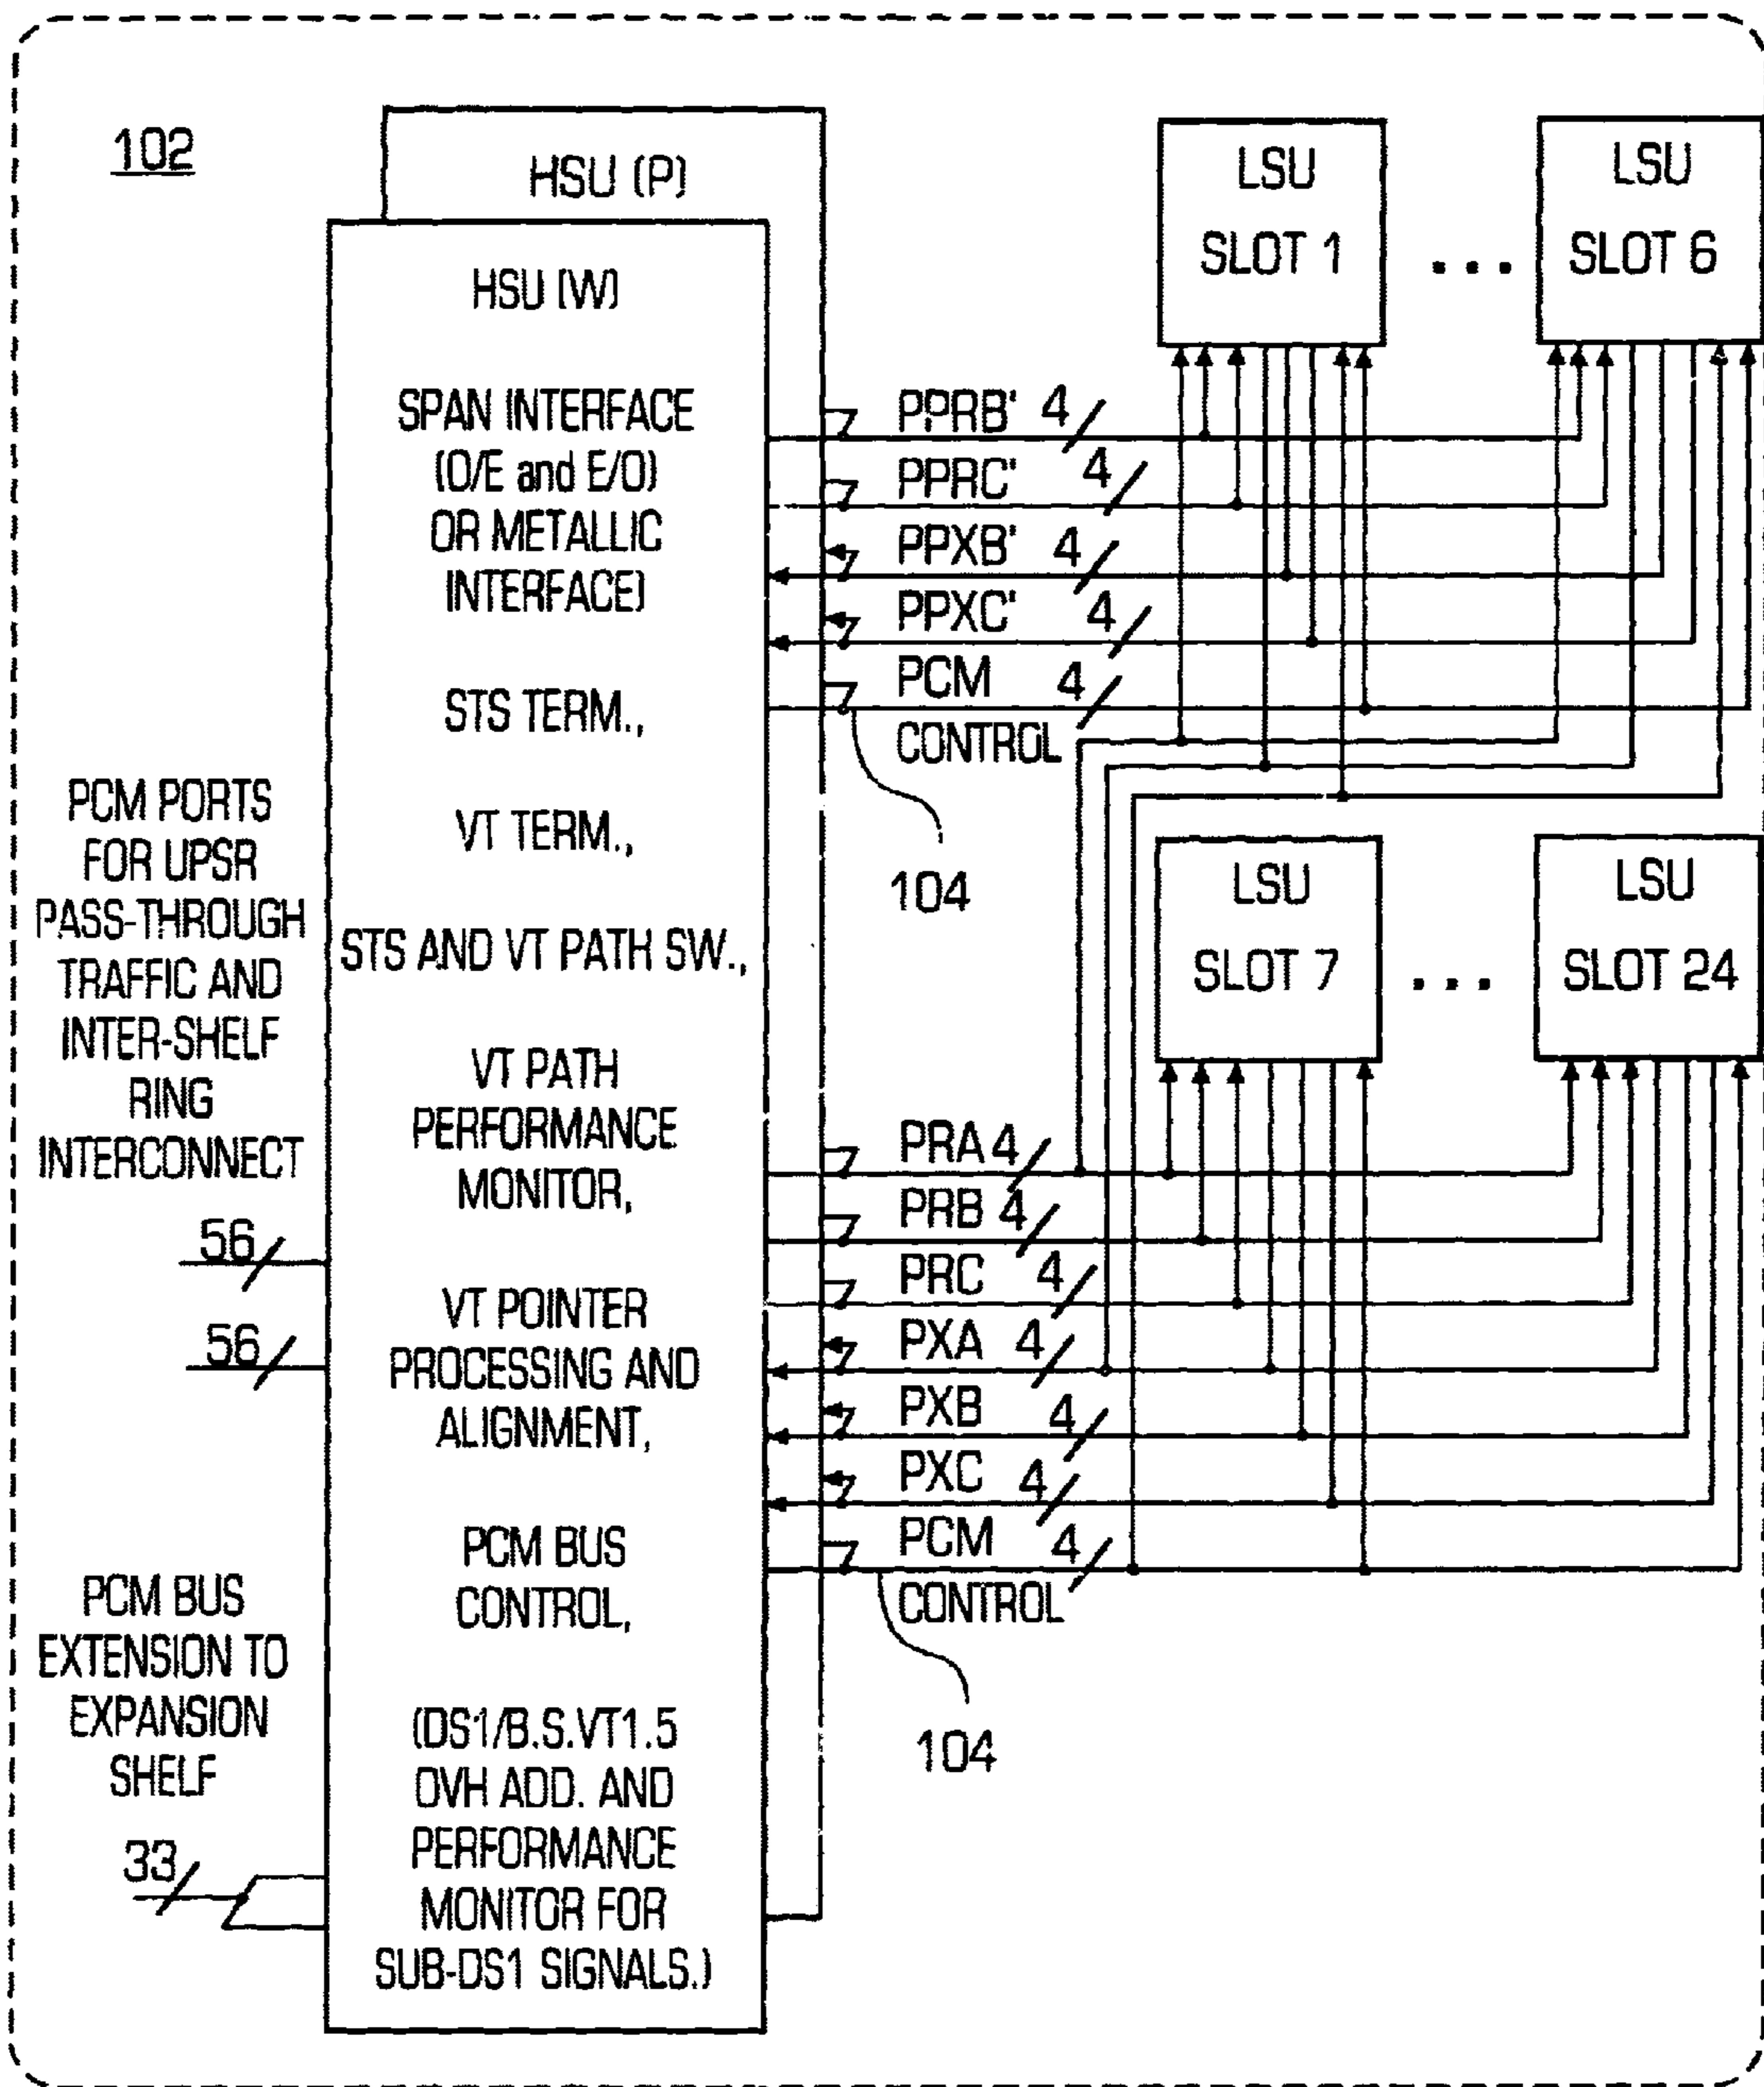 102
HSU (P)
HSU (W)
SPAN INTERFACE
(O/E and E/O)
OR METALLIC
INTERFACE)
STS TERM.,
VT TERM.,
STS AND VT PATH SW.,
VT PATH
PERFORMANCE
MONITOR,
VT POINTER
PROCESSING AND
ALIGNMENT,
PCM BUS
CONTROL,
(DS1/B.S.VT1.5
OVH ADD. AND
PERFORMANCE
MONITOR FOR
SUB-DS1 SIGNALS.)
PCM PORTS
FOR UPSR
PASS-THROUGH
TRAFFIC AND
INTER-SHELF
RING
INTERCONNECT
56
56
PCM BUS
EXTENSION TO
EXPANSION
SHELF
33
LSU
SLOT 1
...
LSU
SLOT 6
PPRB' 4
PPRC' 4
PPXB' 4
PPXC' 4
PCM 4
CONTROL
104
LSU
SLOT 7
...
LSU
SLOT 24
PRA 4
PRB 4
PRC 4
PXA 4
PXB 4
PXC 4
PCM 4
CONTROL
104